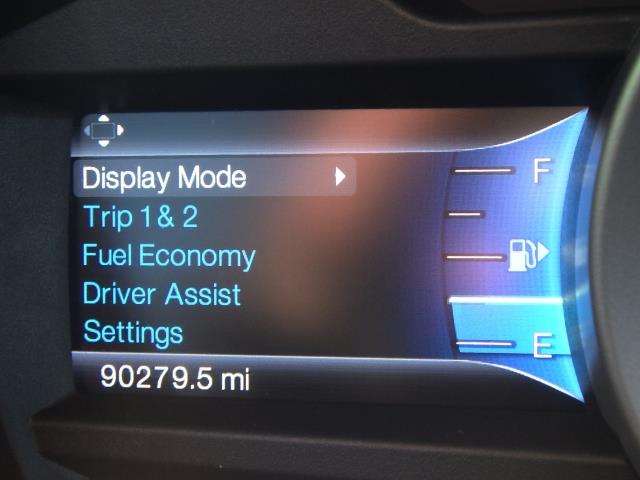 Display Mode
Trip 1 & 2
Fuel Economy
Driver Assist
Settings
90279.5 mi
F
E